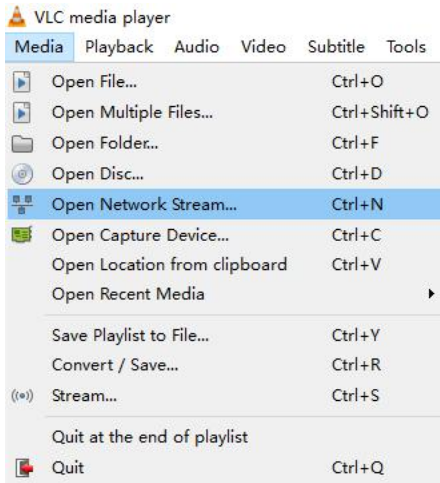 VLC media player
Media Playback Audio Video Subtitle Tools
Open File... Ctrl+O
Open Multiple Files... Ctrl+Shift+O
Open Folder... Ctrl+F
Open Disc... Ctrl+D
Open Network Stream... Ctrl+N
Open Capture Device... Ctrl+C
Open Location from clipboard Ctrl+V
Open Recent Media
Save Playlist to File... Ctrl+Y
Convert / Save... Ctrl+R
Stream... Ctrl+S
Quit at the end of playlist
Quit Ctrl+Q